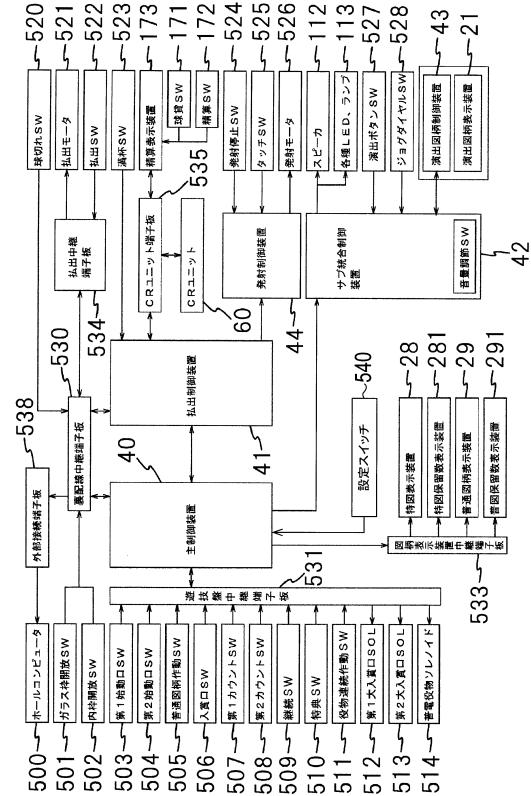 500
ホールコンピュータ
501
ガラス枠開放SW
502
内枠開放SW
503
第1始動口SW
504
第2始動口SW
505
普通図柄作動SW
506
入賞口SW
507
第1カウントSW
508
第2カウントSW
509
継続SW
510
特典SW
511
役物連続作動SW
512
第1大入賞口SOL
513
第2大入賞口SOL
514
普電役物ソレノイド
538
外部接続端子板
530
裏配線中継端子板
531
遊技盤中継端子板
40
主制御装置
41
払出制御装置
540
設定スイッチ
533
図柄表示装置中継端子板
28
特図表示装置
281
特図保留数表示装置
29
普通図柄表示装置
291
普図保留数表示装置
534
払出中継
端子板
535
CRユニット端子板
60
CRユニット
44
発射制御装置
42
サブ統合制御
装置
音量調節SW
520
球切れSW
521
払出モータ
522
払出SW
523
満杯SW
173
精算表示装置
171
球貸SW
172
精算SW
524
発射停止SW
525
タッチSW
526
発射モータ
112
スピーカ
113
各種LED、ランプ
527
演出ボタンSW
528
ジョグダイヤルSW
43
演出図柄制御装置
21
演出図柄表示装置